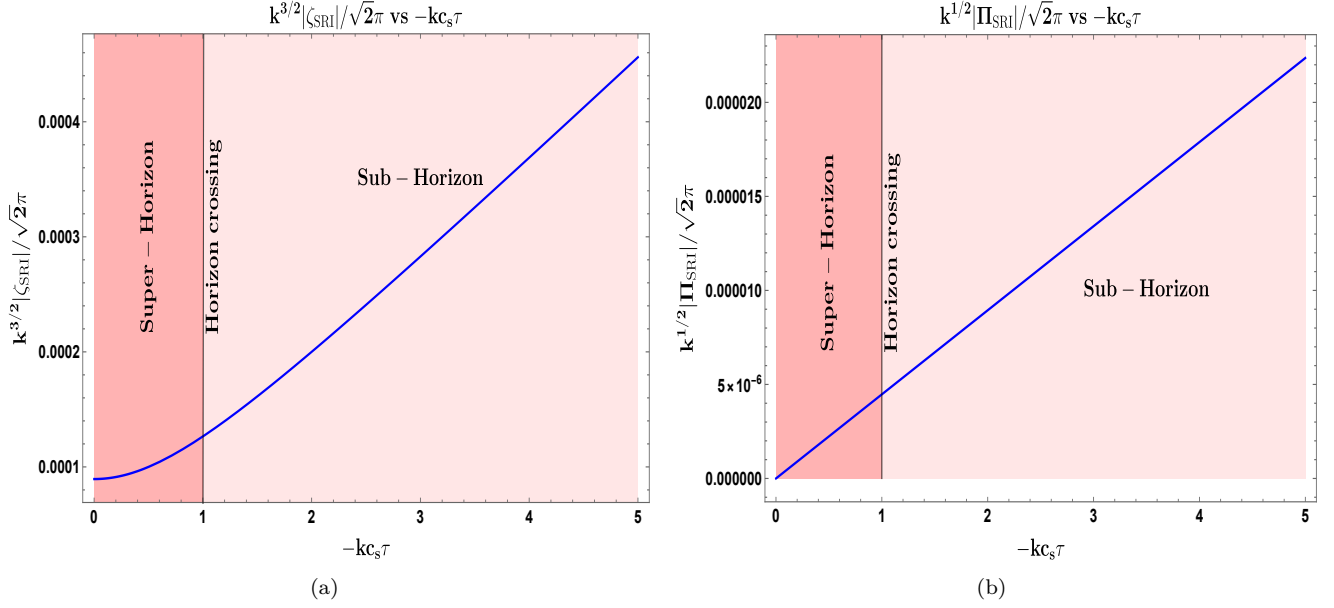 k^{3/2}|ζ_{SRI}|/√2π vs −kc_sτ
0.0004
0.0003
0.0002
0.0001
k^{3/2}|ζ_{SRI}|/√2π
Super − Horizon
Horizon crossing
Sub − Horizon
0 1 2 3 4 5
−kc_sτ
(a)
k^{1/2}|Π_{SRI}|/√2π vs −kc_sτ
0.000020
0.000015
0.000010
5×10^{-6}
0.000000
k^{1/2}|Π_{SRI}|/√2π
Super − Horizon
Horizon crossing
Sub − Horizon
0 1 2 3 4 5
−kc_sτ
(b)